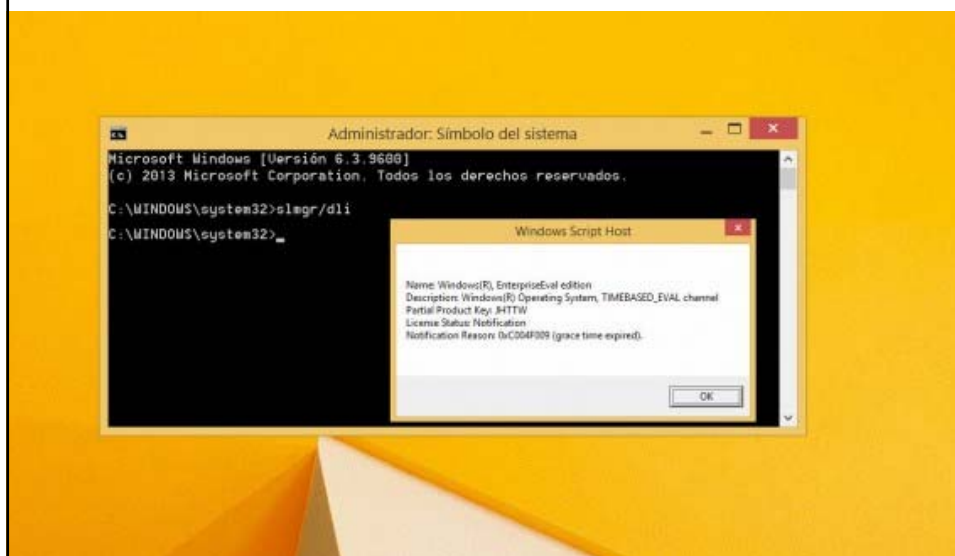 Administrador: Símbolo del sistema
Microsoft Windows [Versión 6.3.9600]
(c) 2013 Microsoft Corporation. Todos los derechos reservados.
C:\WINDOWS\system32>slmgr/dli
C:\WINDOWS\system32>_
Windows Script Host
Name: Windows(R), EnterpriseEval edition
Description: Windows(R) Operating System, TIMEBASED_EVAL channel
Partial Product Key: JHTTW
License Status: Notification
Notification Reason: 0xC004F009 (grace time expired).
OK